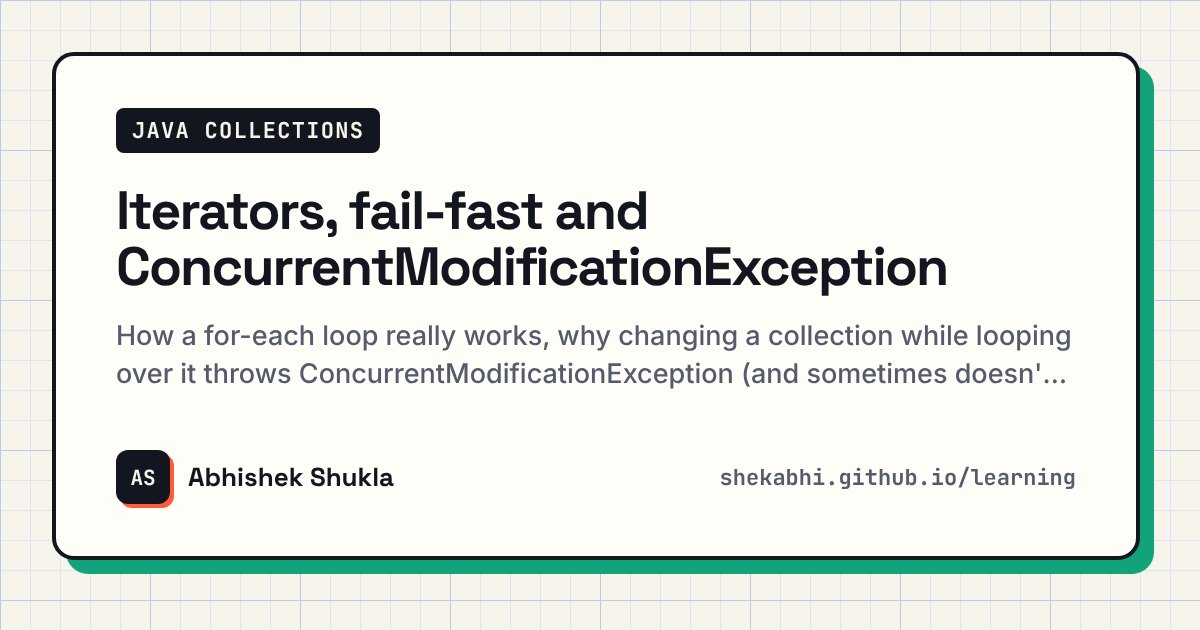 JAVA COLLECTIONS
Iterators, fail-fast and
ConcurrentModificationException
How a for-each loop really works, why changing a collection while looping
over it throws ConcurrentModificationException (and sometimes doesn'...
AS
Abhishek Shukla
shekabhi.github.io/learning